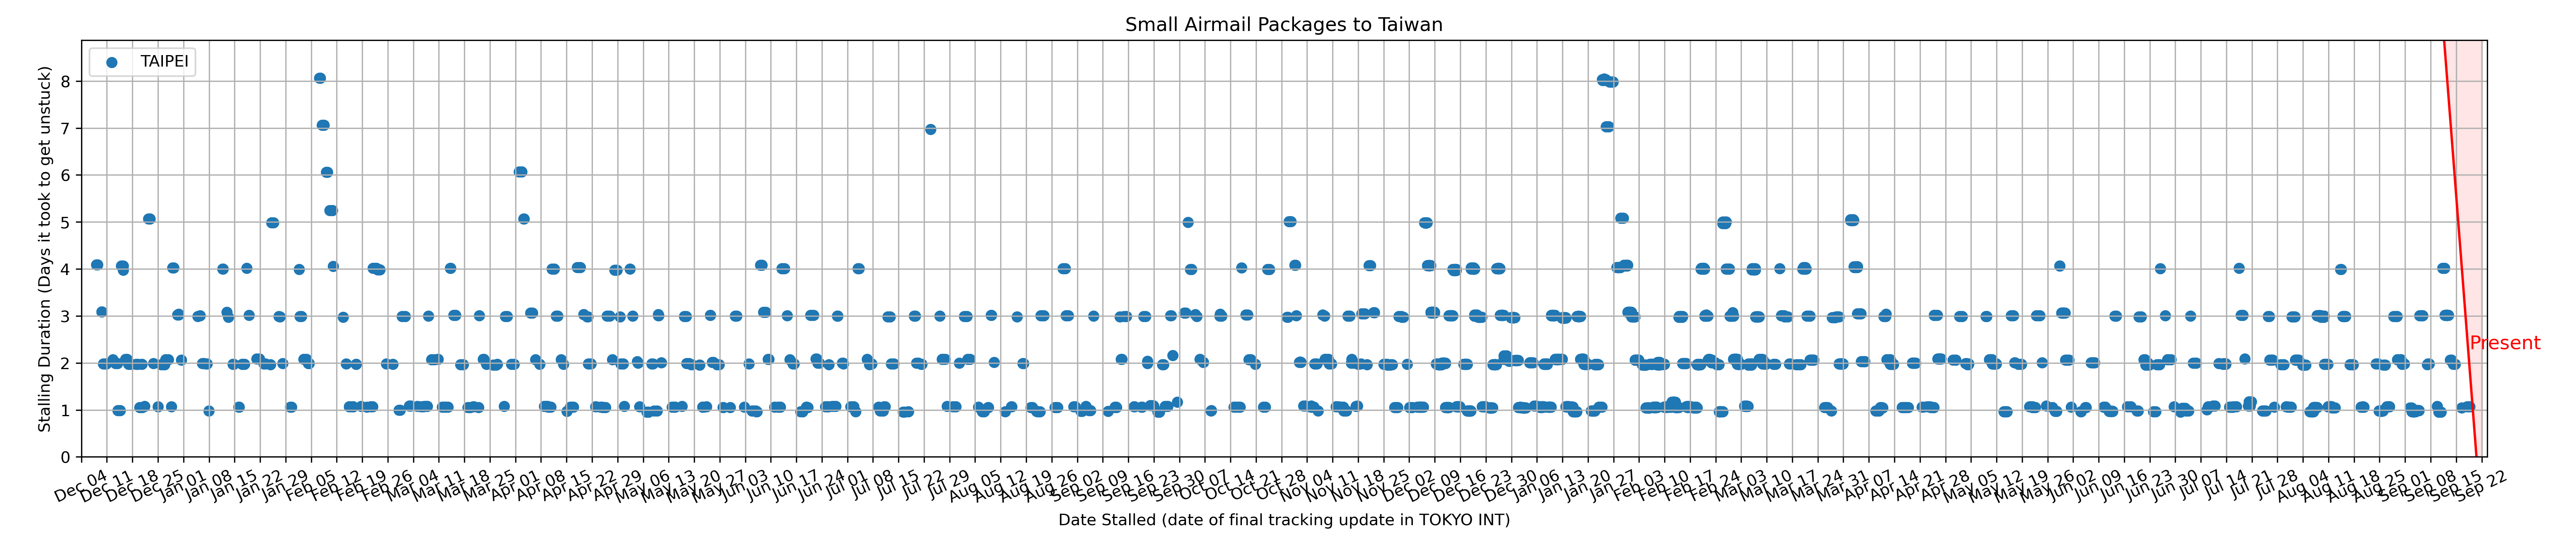 Small Airmail Packages to Taiwan
TAIPEI
Stalling Duration (Days it took to get unstuck)
8
7
6
5
4
3
2
1
0
Present
Dec 04
Dec 11
Dec 18
Dec 25
Jan 01
Jan 08
Jan 15
Jan 22
Jan 29
Feb 05
Feb 12
Feb 19
Feb 26
Mar 04
Mar 11
Mar 18
Mar 25
Apr 01
Apr 08
Apr 15
Apr 22
Apr 29
May 06
May 13
May 20
May 27
Jun 03
Jun 10
Jun 17
Jun 24
Jul 01
Jul 08
Jul 15
Jul 22
Jul 29
Aug 05
Aug 12
Aug 19
Aug 26
Sep 02
Sep 09
Sep 16
Sep 23
Sep 30
Oct 07
Oct 14
Oct 21
Oct 28
Nov 04
Nov 11
Nov 18
Nov 25
Dec 02
Dec 09
Dec 16
Dec 23
Dec 30
Jan 06
Jan 13
Jan 20
Jan 27
Feb 03
Feb 10
Feb 17
Feb 24
Mar 03
Mar 10
Mar 17
Mar 24
Mar 31
Apr 07
Apr 14
Apr 21
Apr 28
May 05
May 12
May 19
May 26
Jun 02
Jun 09
Jun 16
Jun 23
Jun 30
Jul 07
Jul 14
Jul 21
Jul 28
Aug 04
Aug 11
Aug 18
Aug 25
Sep 01
Sep 08
Sep 15
Sep 22
Date Stalled (date of final tracking update in TOKYO INT)